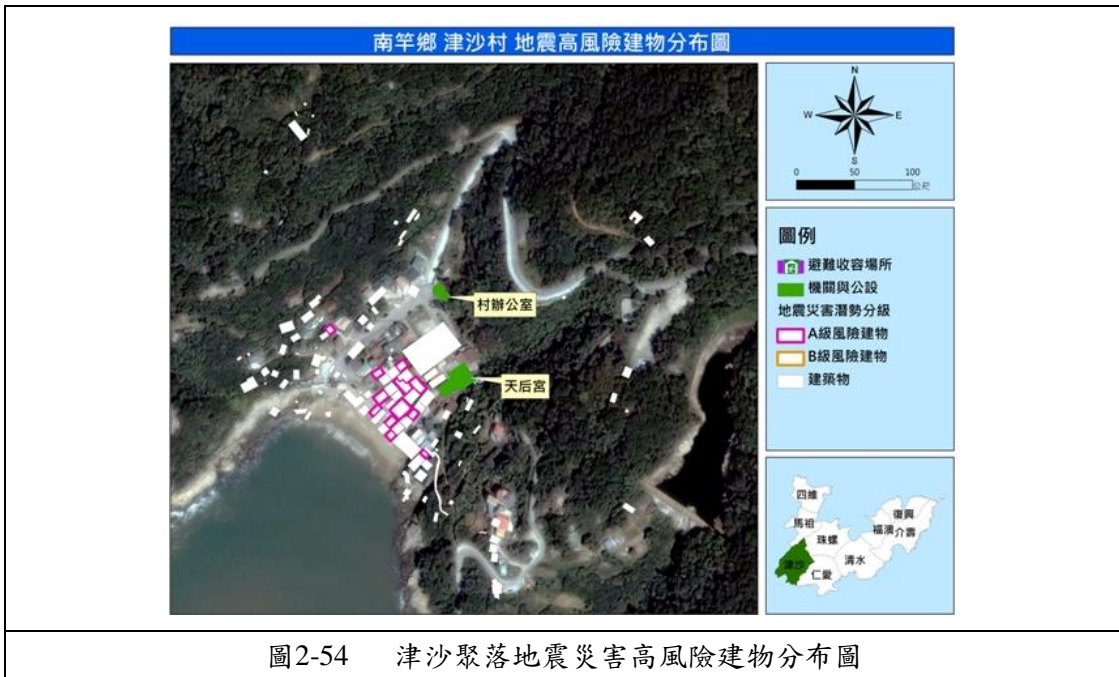 南竿鄉 津沙村 地震高風險建物分布圖
N
W
E
S
0
50
100
公尺
村辦公室
天后宮
圖例
避難收容場所
機關與公設
地震災害潛勢分級
A級風險建物
B級風險建物
建築物
四維
馬祖
珠螺
津沙
仁愛
清水
福澳
復興
介壽
圖2-54 津沙聚落地震災害高風險建物分布圖